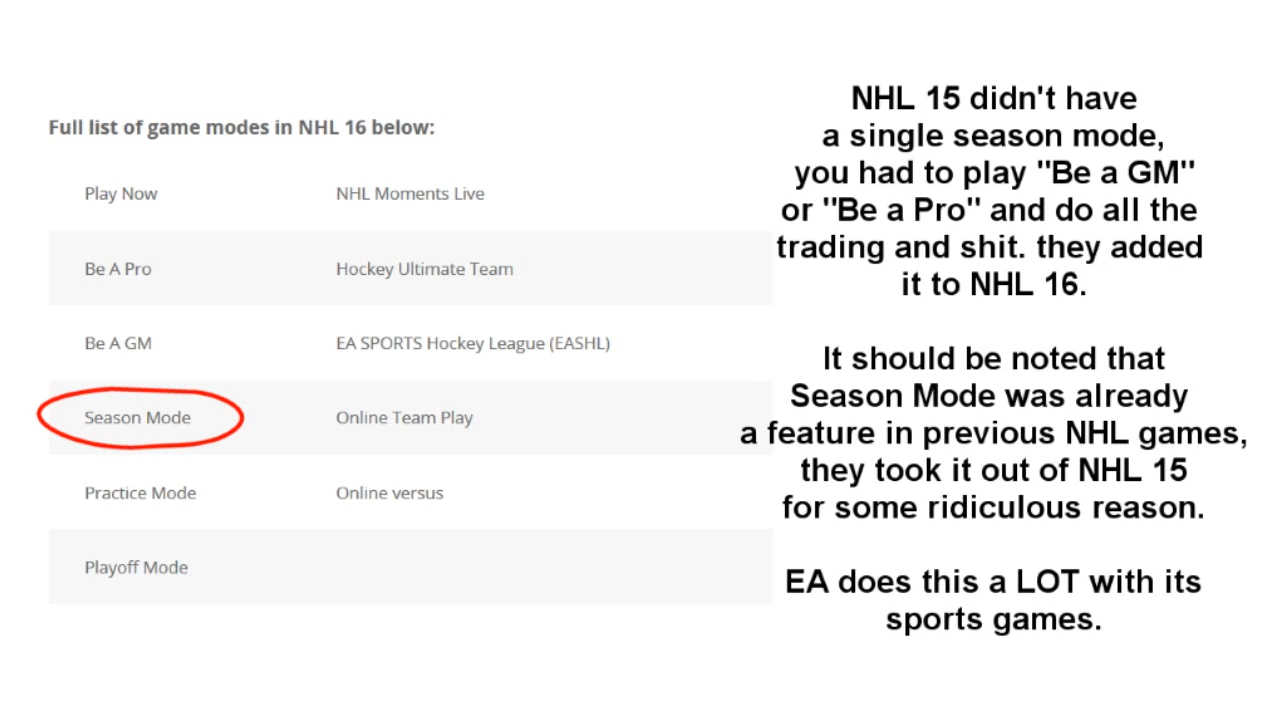 Full list of game modes in NHL 16 below:
Play Now
NHL Moments Live
Be A Pro
Hockey Ultimate Team
Be A GM
EA SPORTS Hockey League (EASHL)
Season Mode
Online Team Play
Practice Mode
Online versus
Playoff Mode
NHL 15 didn't have
a single season mode,
you had to play "Be a GM"
or "Be a Pro" and do all the
trading and shit. they added
it to NHL 16.
It should be noted that
Season Mode was already
a feature in previous NHL games,
they took it out of NHL 15
for some ridiculous reason.
EA does this a LOT with its
sports games.